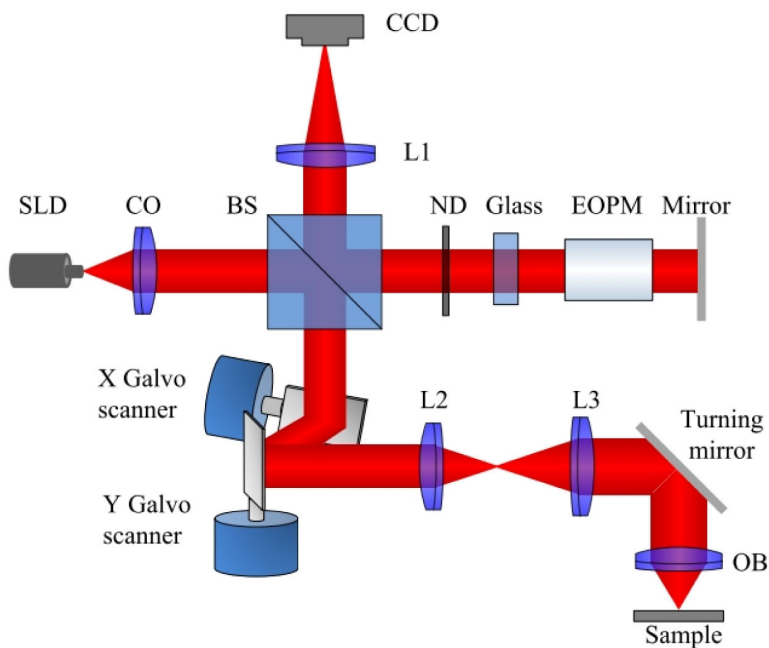 CCD
L1
SLD
CO
BS
ND
Glass
EOPM
Mirror
X Galvo
scanner
L2
L3
Turning
mirror
Y Galvo
scanner
OB
Sample